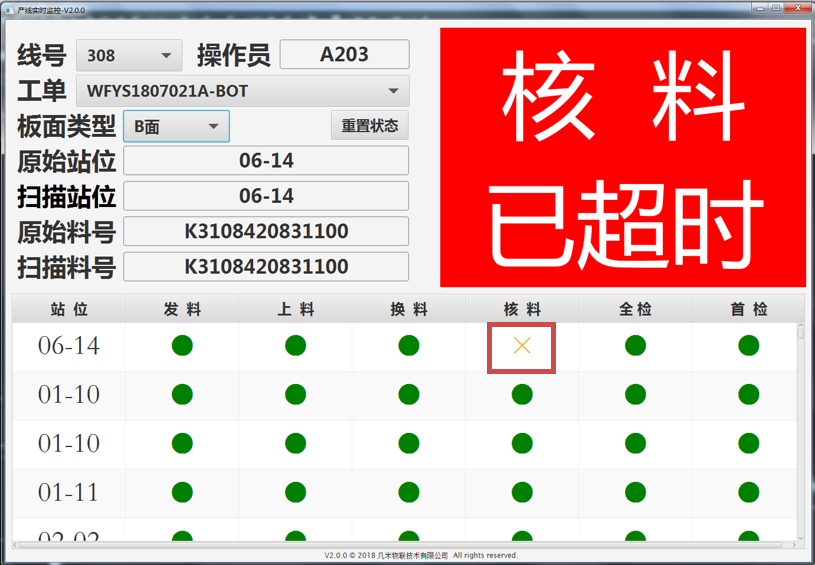 产线实时监控-V2.0.0
线号 308 操作员 A203
工单 WFYS1807021A-BOT
板面类型 B面 重置状态
原始站位 06-14
扫描站位 06-14
原始料号 K3108420831100
扫描料号 K3108420831100
核 料
已超时
站 位 发 料 上 料 换 料 核 料 全 检 首 检
06-14
01-10
01-10
01-11
02-02
V2.0.0 © 2018 几米物联技术有限公司 All rights reserved.